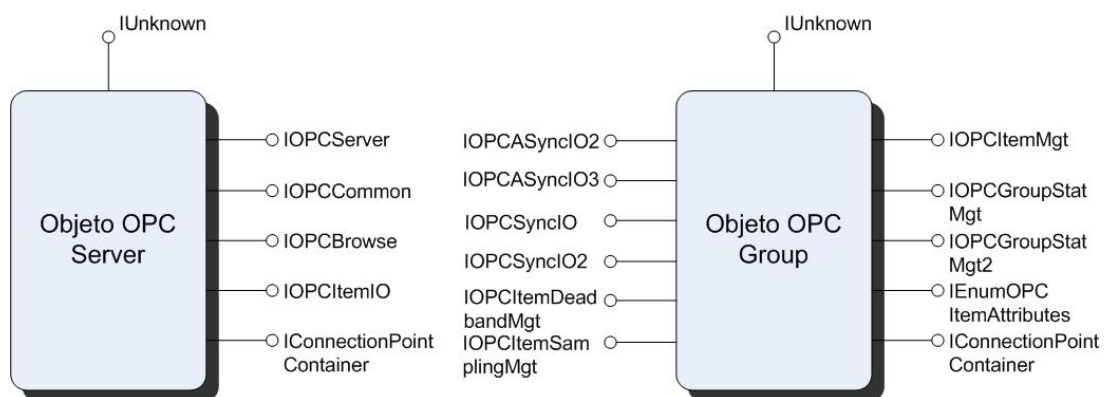 IUnknown
Objeto OPC
Server
IOPCServer
IOPCCommon
IOPCBrowse
IOPCItemIO
IConnectionPoint
Container
IUnknown
IOPCASyncIO2
IOPCASyncIO3
IOPCSyncIO
IOPCSyncIO2
IOPCItemDead
bandMgt
IOPCItemSam
plingMgt
Objeto OPC
Group
IOPCItemMgt
IOPCGroupStat
Mgt
IOPCGroupStat
Mgt2
IEnumOPC
ItemAttributes
IConnectionPoint
Container